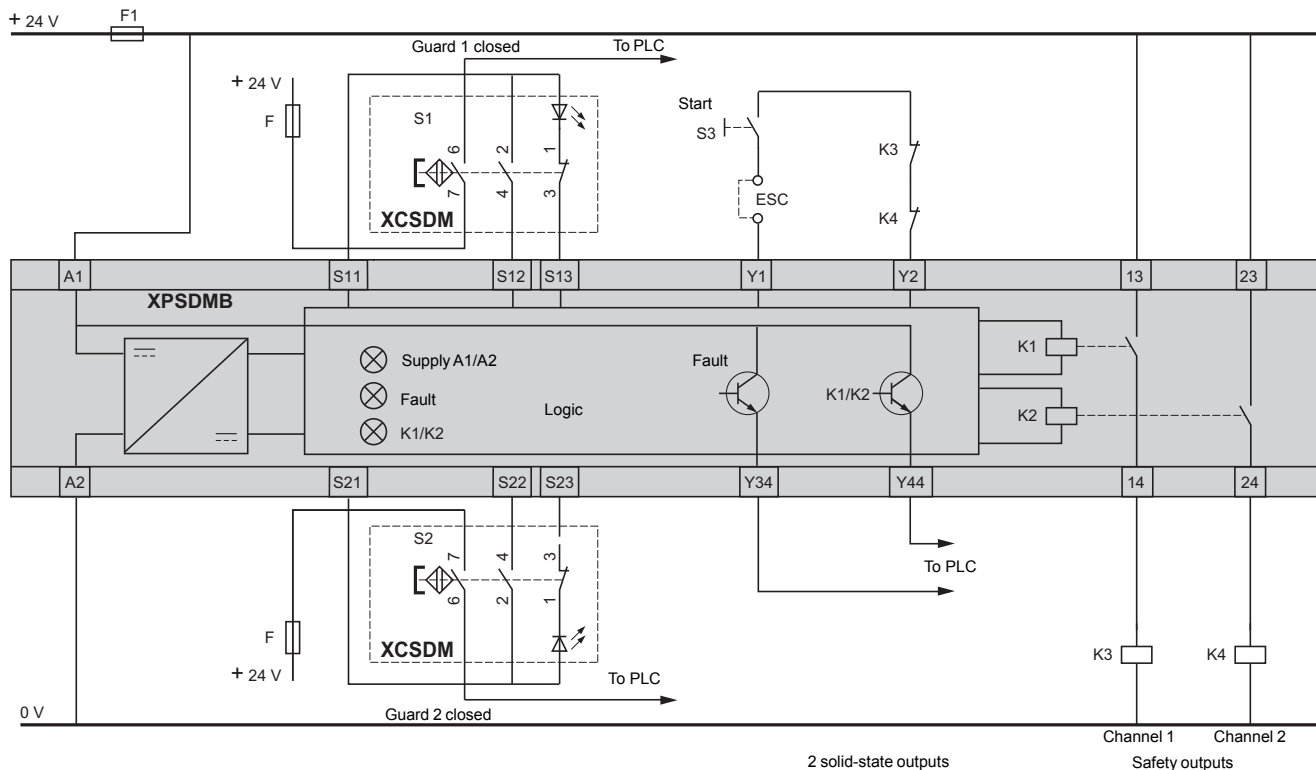 + 24 V
F1
Guard 1 closed
To PLC
+ 24 V
F
S1
6
2
1
7
4
3
XCSDM
Start
S3
ESC
K3
K4
A1
S11
S12
S13
Y1
Y2
13
23
XPSDMB
Supply A1/A2
Fault
K1/K2
Logic
Fault
K1/K2
K1
K2
A2
S21
S22
S23
Y34
Y44
14
24
S2
7
4
3
6
2
1
XCSDM
F
+ 24 V
To PLC
To PLC
K3
K4
0 V
Guard 2 closed
Channel 1
Channel 2
2 solid-state outputs
Safety outputs